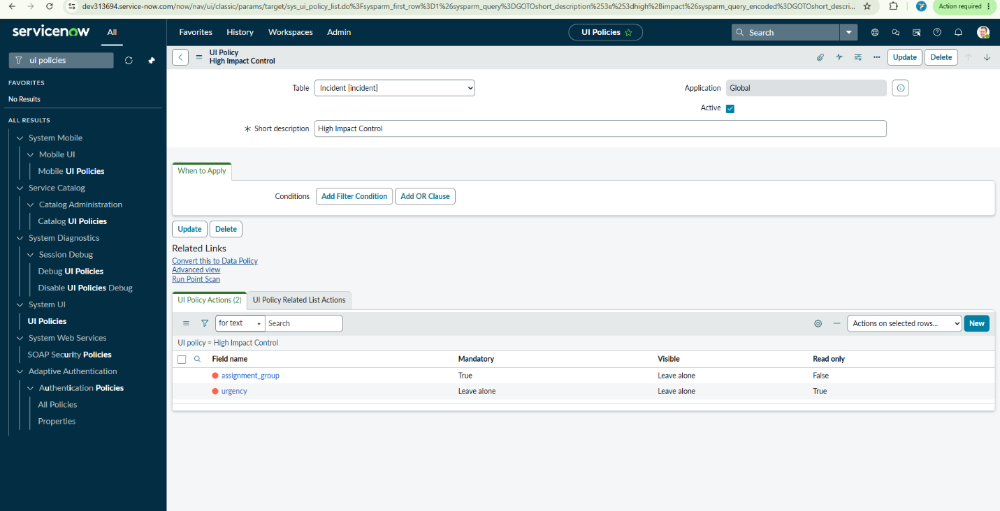 dev313694.service-now.com/now/nav/ui/classic/params/target/sys_ui_policy_list.do%3Fsysparm_first_row%3D1%26sysparm_query%3DGOTOshort_description%253e%253dhigh%2Bimpact%26sysparm_query_encoded%3DGOTOshort_descri...
Action required
servicenow
All
Favorites
History
Workspaces
Admin
UI Policies
Search
ui policies
FAVORITES
No Results
ALL RESULTS
System Mobile
Mobile UI
Mobile UI Policies
Service Catalog
Catalog Administration
Catalog UI Policies
System Diagnostics
Session Debug
Debug UI Policies
Disable UI Policies Debug
System UI
UI Policies
System Web Services
SOAP Security Policies
Adaptive Authentication
Authentication Policies
All Policies
Properties
UI Policy
High Impact Control
Update
Delete
Table
Incident [incident]
Application
Global
Active
Short description
High Impact Control
When to Apply
Conditions
Add Filter Condition
Add OR Clause
Update
Delete
Related Links
Convert this to Data Policy
Advanced view
Run Point Scan
UI Policy Actions (2)
UI Policy Related List Actions
for text
Search
Actions on selected rows...
New
UI policy = High Impact Control
Field name Mandatory Visible Read only
assignment_group True Leave alone False
urgency Leave alone Leave alone True